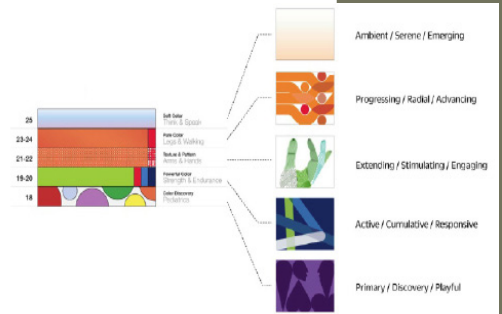 25
Soft Color
Think & Speak
23-24
Pure Color
Legs & Walking
21-22
Texture & Pattern
Arms & Hands
19-20
Powerful Color
Strength & Endurance
18
Color Discovery
Pediatrics
Ambient / Serene / Emerging
Progressing / Radial / Advancing
Extending / Stimulating / Engaging
Active / Cumulative / Responsive
Primary / Discovery / Playful